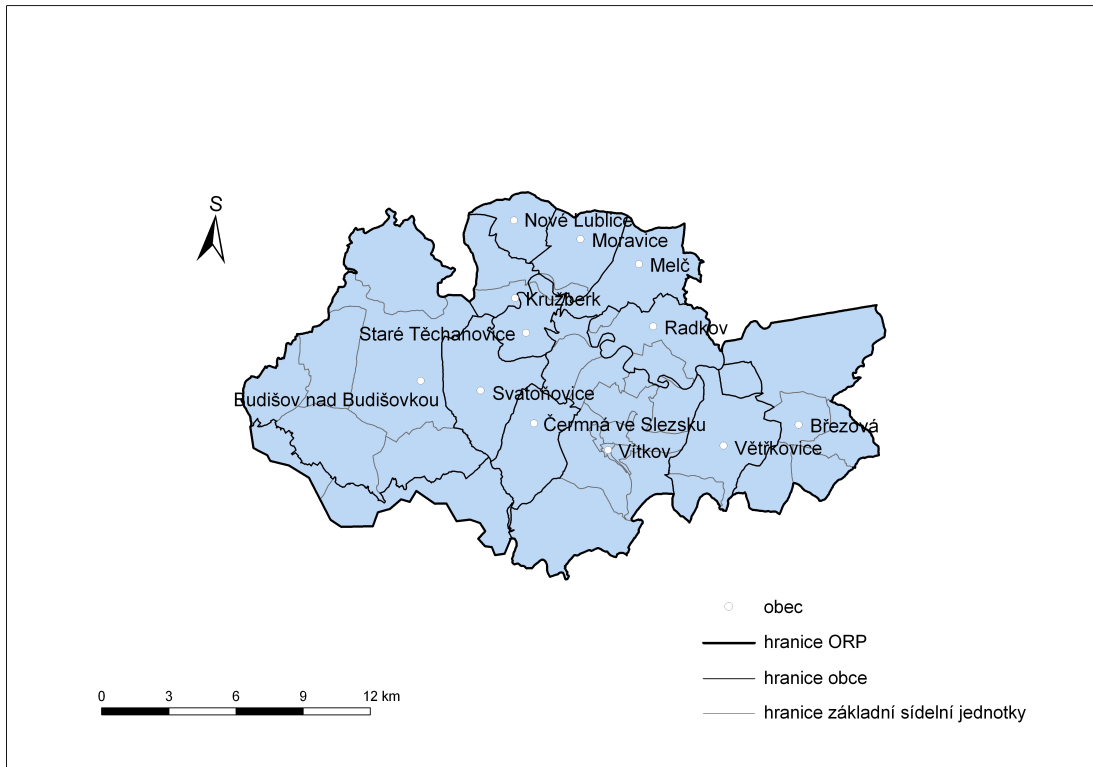 S
Nové Lublice
Moravice
Melč
Kružberk
Radkov
Staré Těchanovice
Budišov nad Budišovkou
Svatoňovice
Čermná ve Slezsku
Březová
Vítkov
Větřkovice
obec
hranice ORP
hranice obce
hranice základní sídelní jednotky
0 3 6 9 12 km